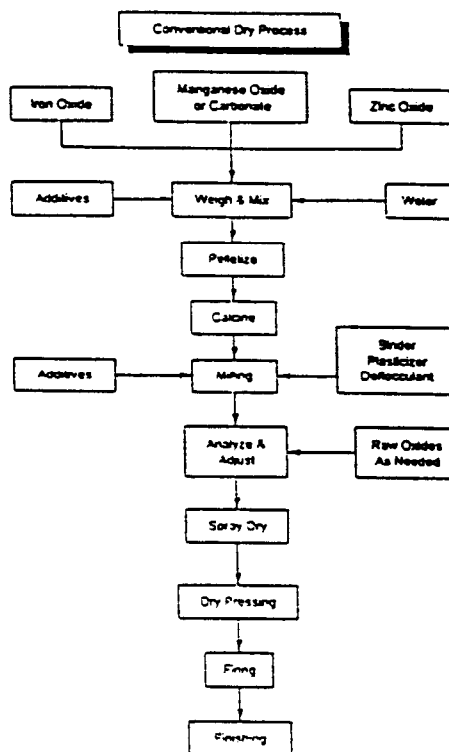 Conventional Dry Process
Iron Oxide
Manganese Oxide
or Carbonate
Zinc Oxide
Additives
Weigh & Mix
Water
Pelletize
Calcine
Additives
Milling
Binder
Plasticizer
Deflocculant
Analyze &
Adjust
Raw Oxides
As Needed
Spray Dry
Dry Pressing
Firing
Finishing